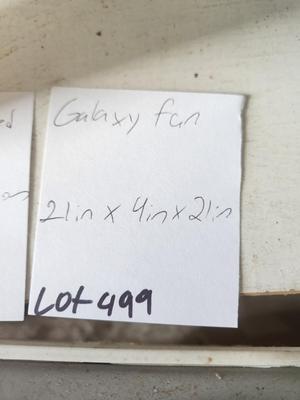 Galaxy fan
21in x 4in x 21in
Lot 499